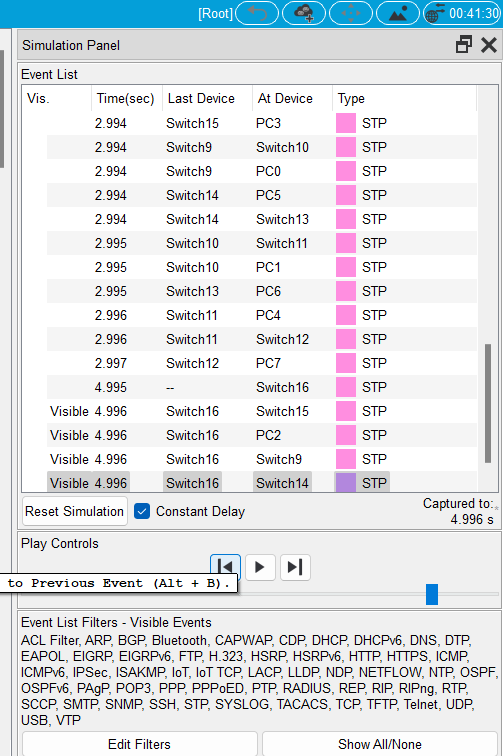 [Root] 00:41:30
Simulation Panel
Event List
Vis. Time(sec) Last Device At Device Type
2.994 Switch15 PC3 STP
2.994 Switch9 Switch10 STP
2.994 Switch9 PC0 STP
2.994 Switch14 PC5 STP
2.994 Switch14 Switch13 STP
2.995 Switch10 Switch11 STP
2.995 Switch10 PC1 STP
2.995 Switch13 PC6 STP
2.996 Switch11 PC4 STP
2.996 Switch11 Switch12 STP
2.997 Switch12 PC7 STP
4.995 -- Switch16 STP
Visible 4.996 Switch16 Switch15 STP
Visible 4.996 Switch16 PC2 STP
Visible 4.996 Switch16 Switch9 STP
Visible 4.996 Switch16 Switch14 STP
Reset Simulation Constant Delay Captured to:
4.996 s
Play Controls
to Previous Event (Alt + B).
Event List Filters - Visible Events
ACL Filter, ARP, BGP, Bluetooth, CAPWAP, CDP, DHCP, DHCPv6, DNS, DTP,
EAPOL, EIGRP, EIGRPv6, FTP, H.323, HSRP, HSRPv6, HTTP, HTTPS, ICMP,
ICMPv6, IPSec, ISAKMP, IoT, IoT TCP, LACP, LLDP, NDP, NETFLOW, NTP, OSPF,
OSPFv6, PAgP, POP3, PPP, PPPoED, PTP, RADIUS, REP, RIP, RIPng, RTP,
SCCP, SMTP, SNMP, SSH, STP, SYSLOG, TACACS, TCP, TFTP, Telnet, UDP,
USB, VTP
Edit Filters Show All/None